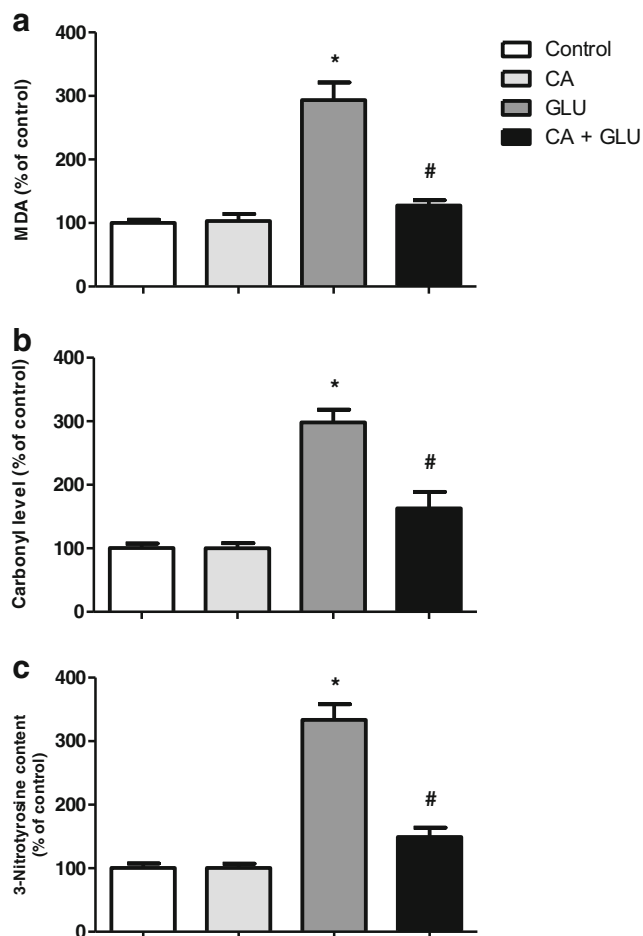 a
MDA (% of control)
400
300
200
100
0
*
#
Control
CA
GLU
CA + GLU
b
Carbonyl level (% of control)
400
300
200
100
0
*
#
c
3-Nitrotyrosine content
(% of control)
400
300
200
100
0
*
#